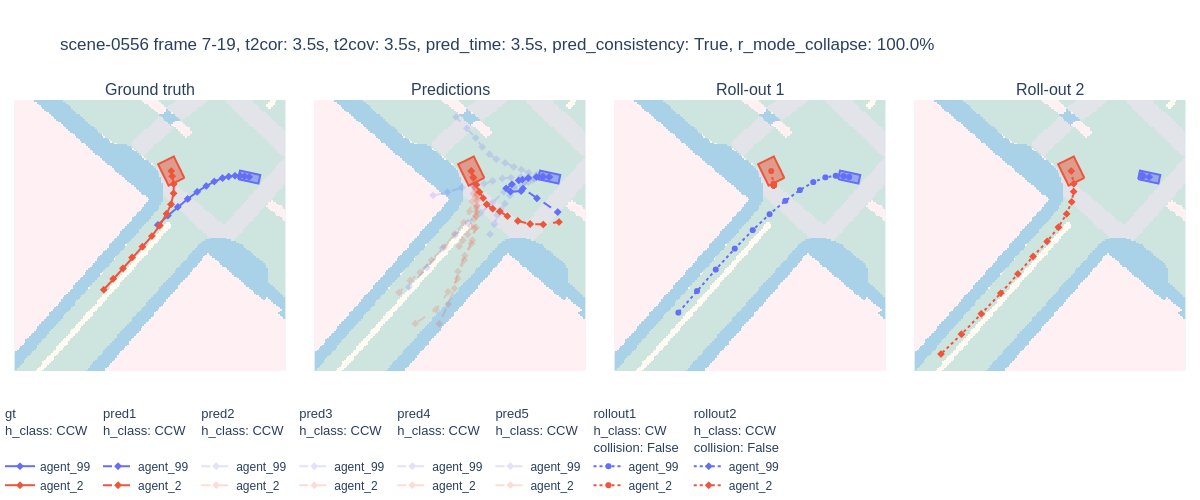 scene-0556 frame 7-19, t2cor: 3.5s, t2cov: 3.5s, pred_time: 3.5s, pred_consistency: True, r_mode_collapse: 100.0%
Ground truth Predictions Roll-out 1 Roll-out 2
gt pred1 pred2 pred3 pred4 pred5 rollout1 rollout2
h_class: CCW h_class: CCW h_class: CCW h_class: CCW h_class: CCW h_class: CCW h_class: CW h_class: CCW
collision: False collision: False
agent_99 agent_99 agent_99 agent_99 agent_99 agent_99 agent_99 agent_99
agent_2 agent_2 agent_2 agent_2 agent_2 agent_2 agent_2 agent_2